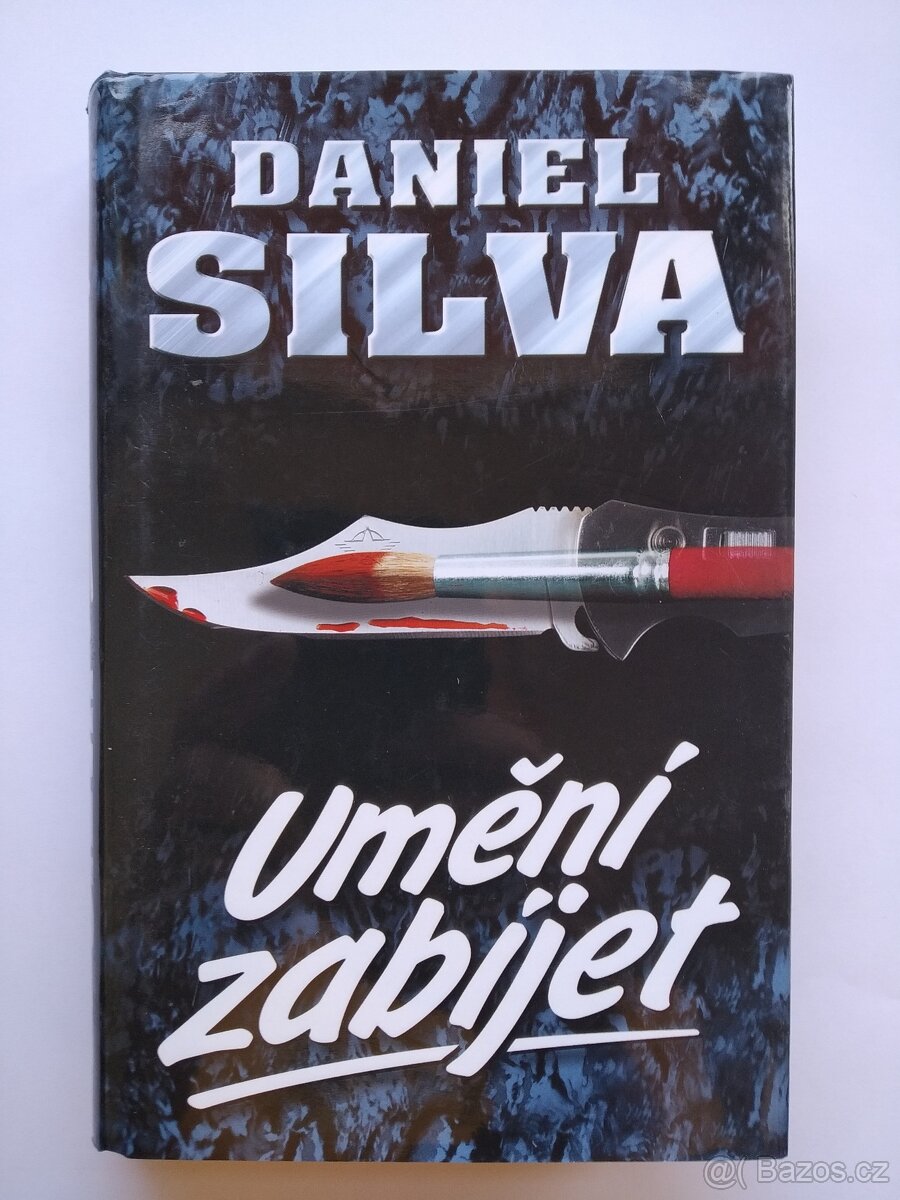 DANIEL
SILVA
Umění
zabíjet
@( Bazos.cz